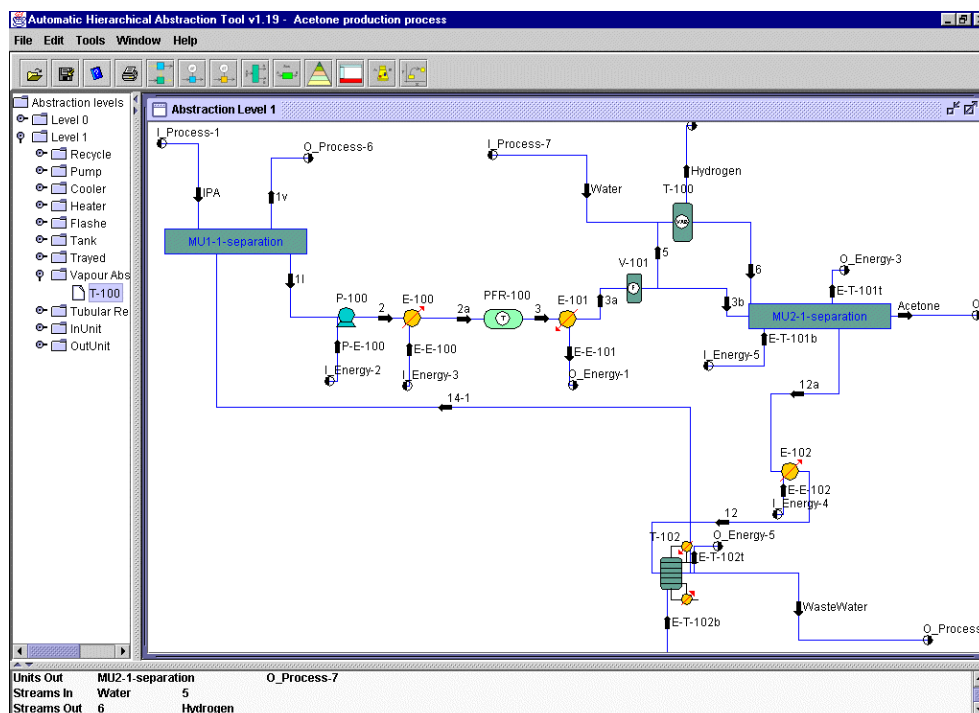 Automatic Hierarchical Abstraction Tool v1.19 - Acetone production process
File Edit Tools Window Help
Abstraction levels
Level 0
Level 1
Recycle
Pump
Cooler
Heater
Flashe
Tank
Trayed
Vapour Abs
T-100
Tubular Re
InUnit
OutUnit
Abstraction Level 1
I_Process-1
O_Process-6
I_Process-7
Hydrogen
IPA
1v
Water
T-100
VAB
MU1-1-separation
5
6
O_Energy-3
1l
V-101
F
E-T-101t
Acetone
O
P-100
E-100
PFR-100
E-101
3a
3b
2
2a
T
3
MU2-1-separation
P-E-100
E-E-100
E-E-101
I_Energy-5
E-T-101b
I_Energy-2
I_Energy-3
O_Energy-1
12a
14-1
E-102
E-E-102
I_Energy-4
12
T-102
O_Energy-5
E-T-102t
WasteWater
E-T-102b
O_Process
Units Out MU2-1-separation O_Process-7
Streams In Water 5
Streams Out 6 Hydrogen